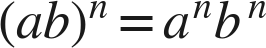 (ab)ⁿ = aⁿbⁿ